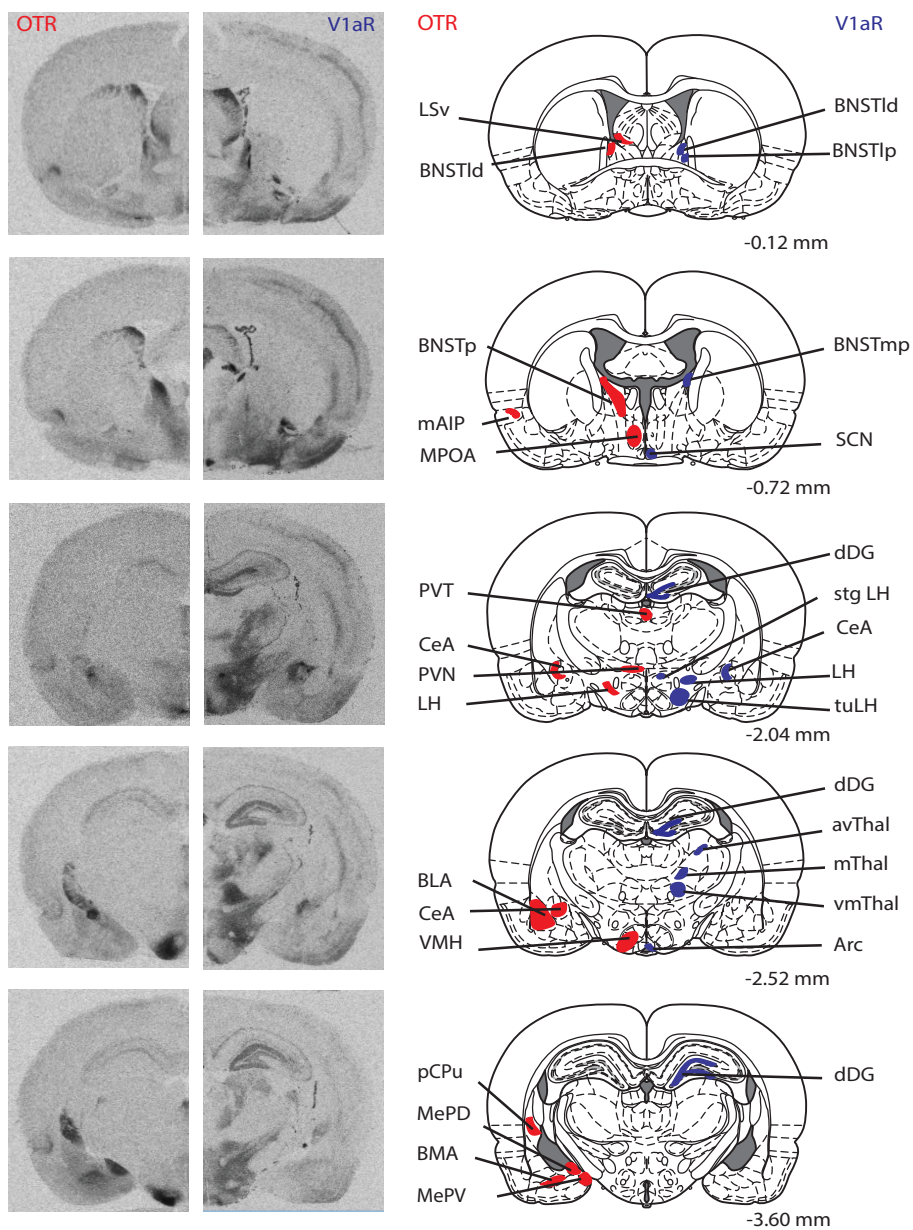 OTR
V1aR
OTR
V1aR
LSv
BNSTld
BNSTld
BNSTlp
-0.12 mm
BNSTp
mAIP
MPOA
BNSTmp
SCN
-0.72 mm
PVT
CeA
PVN
LH
dDG
stg LH
CeA
LH
tuLH
-2.04 mm
BLA
CeA
VMH
dDG
avThal
mThal
vmThal
Arc
-2.52 mm
pCPu
MePD
BMA
MePV
dDG
-3.60 mm